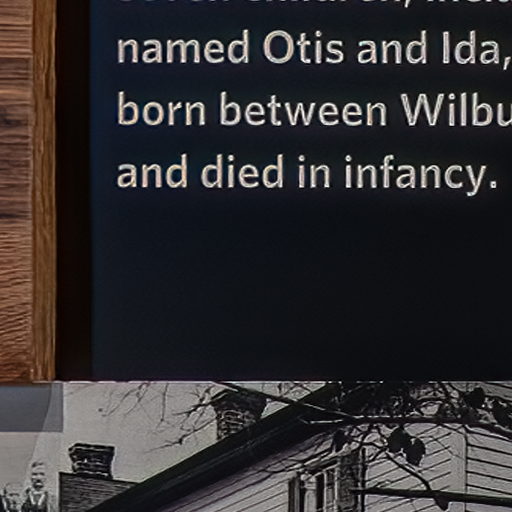 named Otis and Ida,
born between Wilbu
and died in infancy.